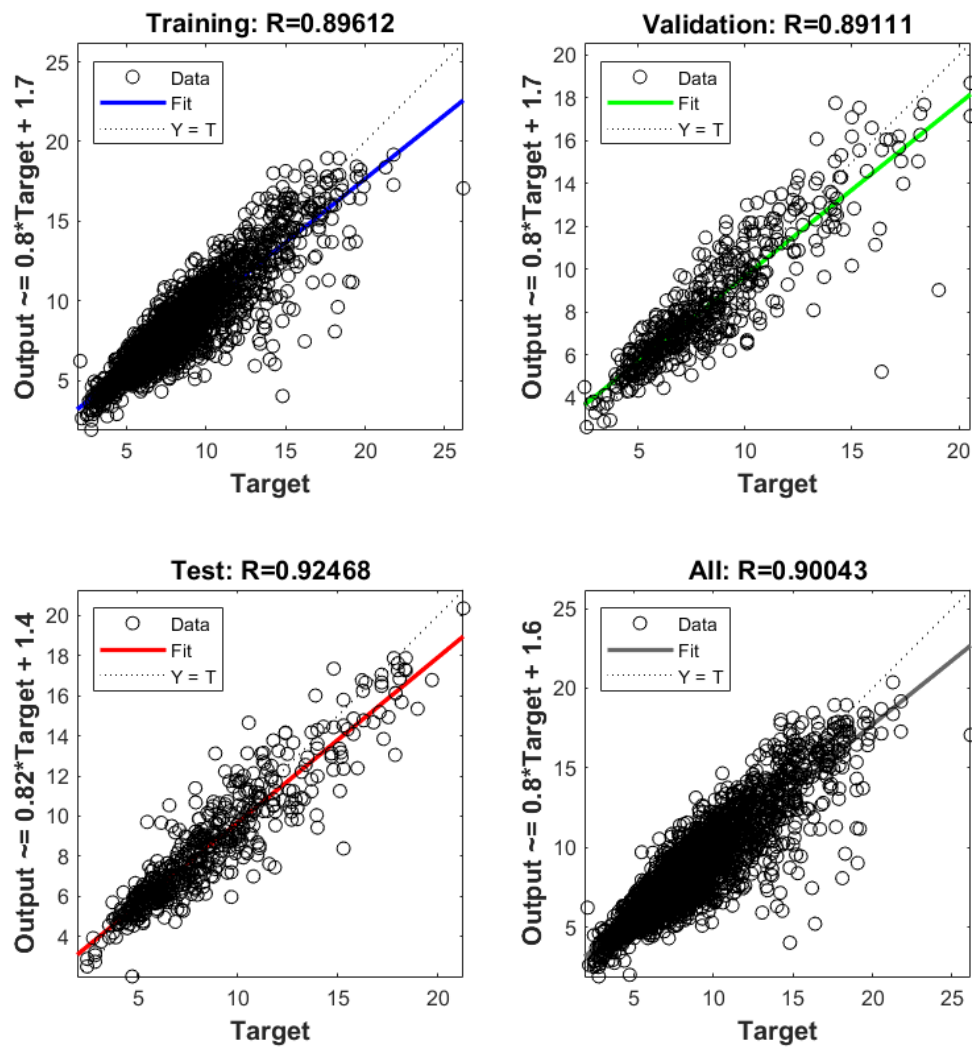 Training: R=0.89612
Output ~= 0.8*Target + 1.7
Data
Fit
Y = T
25
20
15
10
5
5 10 15 20 25
Target
Validation: R=0.89111
Output ~= 0.8*Target + 1.7
Data
Fit
Y = T
20
18
16
14
12
10
8
6
4
5 10 15 20
Target
Test: R=0.92468
Output ~= 0.82*Target + 1.4
Data
Fit
Y = T
20
18
16
14
12
10
8
6
4
5 10 15 20
Target
All: R=0.90043
Output ~= 0.8*Target + 1.6
Data
Fit
Y = T
25
20
15
10
5
5 10 15 20 25
Target